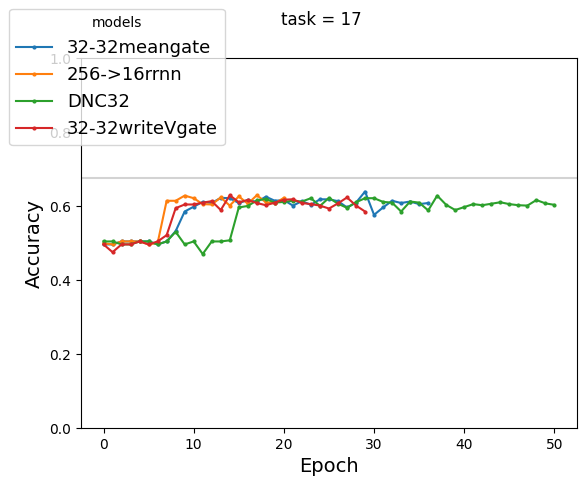 task = 17
models
32-32meangate
256->16rrnn
DNC32
32-32writeVgate
1.0
0.8
0.6
0.4
0.2
0.0
Accuracy
0 10 20 30 40 50
Epoch